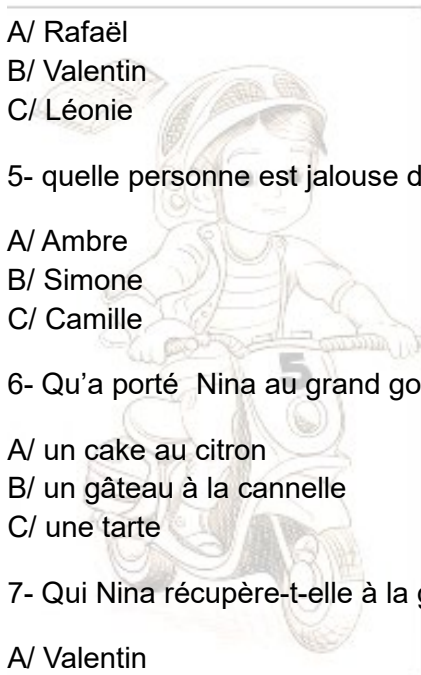 A/ Rafaël
B/ Valentin
C/ Léonie
5- quelle personne est jalouse
A/ Ambre
B/ Simone
C/ Camille
6- Qu'a porté Nina au grand
A/ un cake au citron
B/ un gâteau à la cannelle
C/ une tarte
7- Qui Nina récupère-t-elle à la
A/ Valentin
5